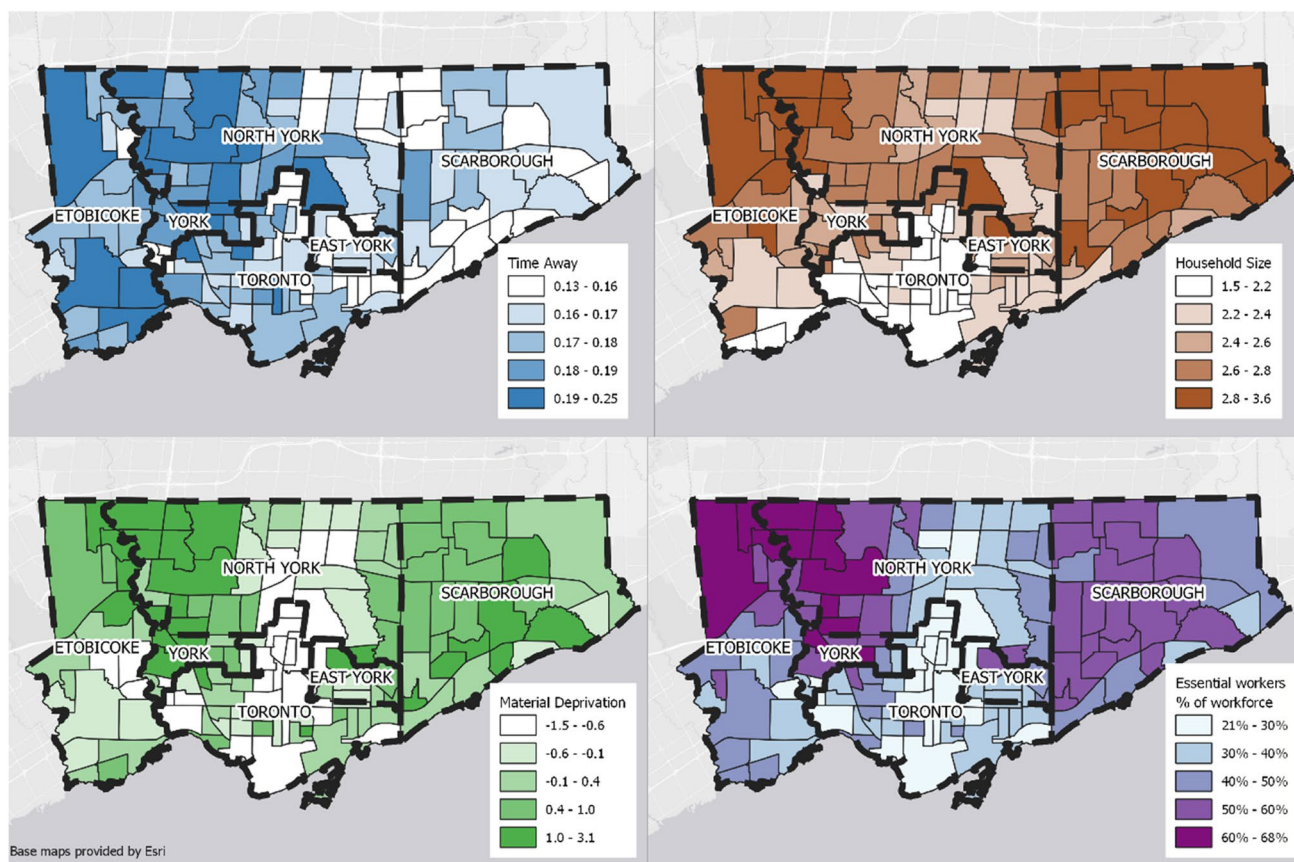 NORTH YORK
SCARBOROUGH
ETOBICOKE
YORK
EAST YORK
TORONTO
Time Away
0.13 - 0.16
0.16 - 0.17
0.17 - 0.18
0.18 - 0.19
0.19 - 0.25
NORTH YORK
SCARBOROUGH
ETOBICOKE
YORK
EAST YORK
TORONTO
Household Size
1.5 - 2.2
2.2 - 2.4
2.4 - 2.6
2.6 - 2.8
2.8 - 3.6
NORTH YORK
SCARBOROUGH
ETOBICOKE
YORK
EAST YORK
TORONTO
Material Deprivation
-1.5 - -0.6
-0.6 - -0.1
-0.1 - 0.4
0.4 - 1.0
1.0 - 3.1
Base maps provided by Esri
NORTH YORK
SCARBOROUGH
ETOBICOKE
YORK
EAST YORK
TORONTO
Essential workers
% of workforce
21% - 30%
30% - 40%
40% - 50%
50% - 60%
60% - 68%